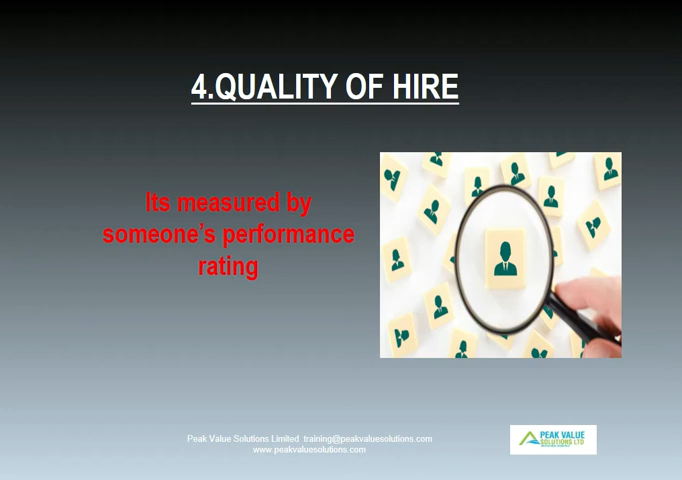 4.QUALITY OF HIRE
Its measured by
someone's performance
rating
Peak Value Solutions Limited training@peakvaluesolutions.com
www.peakvaluesolutions.com
PEAK VALUE
SOLUTIONS LTD